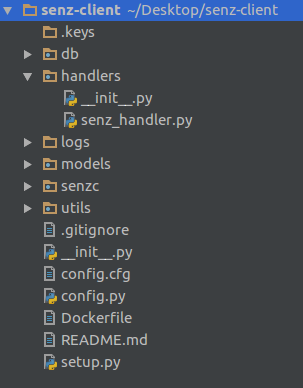 senz-client ~/Desktop/senz-client
.keys
db
handlers
__init__.py
senz_handler.py
logs
models
senzc
utils
.gitignore
__init__.py
config.cfg
config.py
Dockerfile
README.md
setup.py